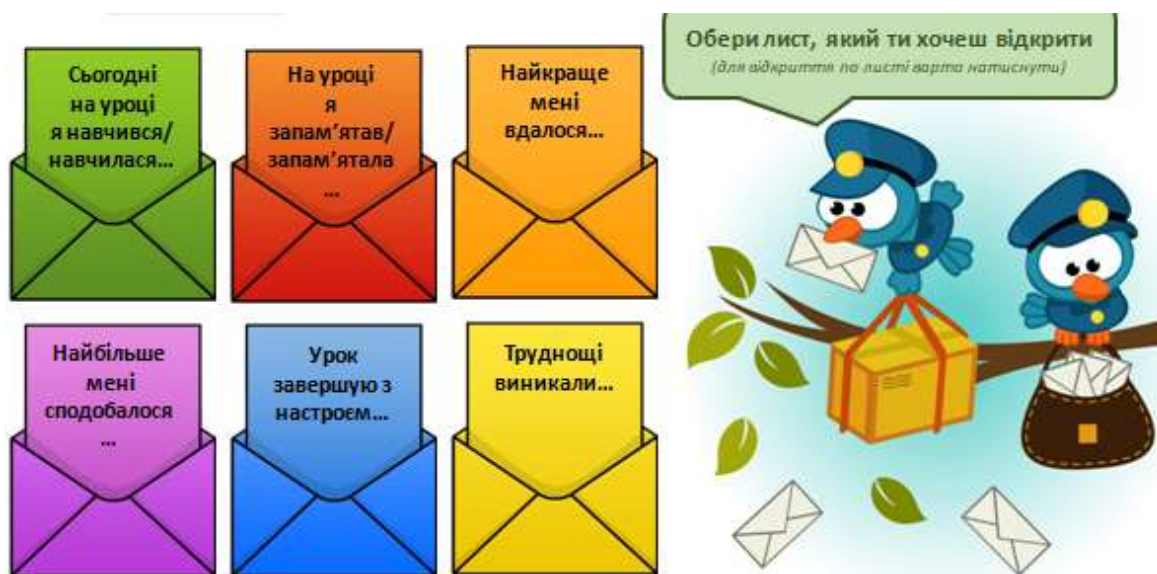 Сьогодні
на уроці
я навчився/
навчилася…
На уроці
я
запам’ятав/
запам’ятала
…
Найкраще
мені
вдалося…
Обери лист, який ти хочеш відкрити
(для відкриття по листі варто натиснути)
Найбільше
мені
сподобалося
…
Урок
завершую з
настроєм…
Труднощі
виникали…